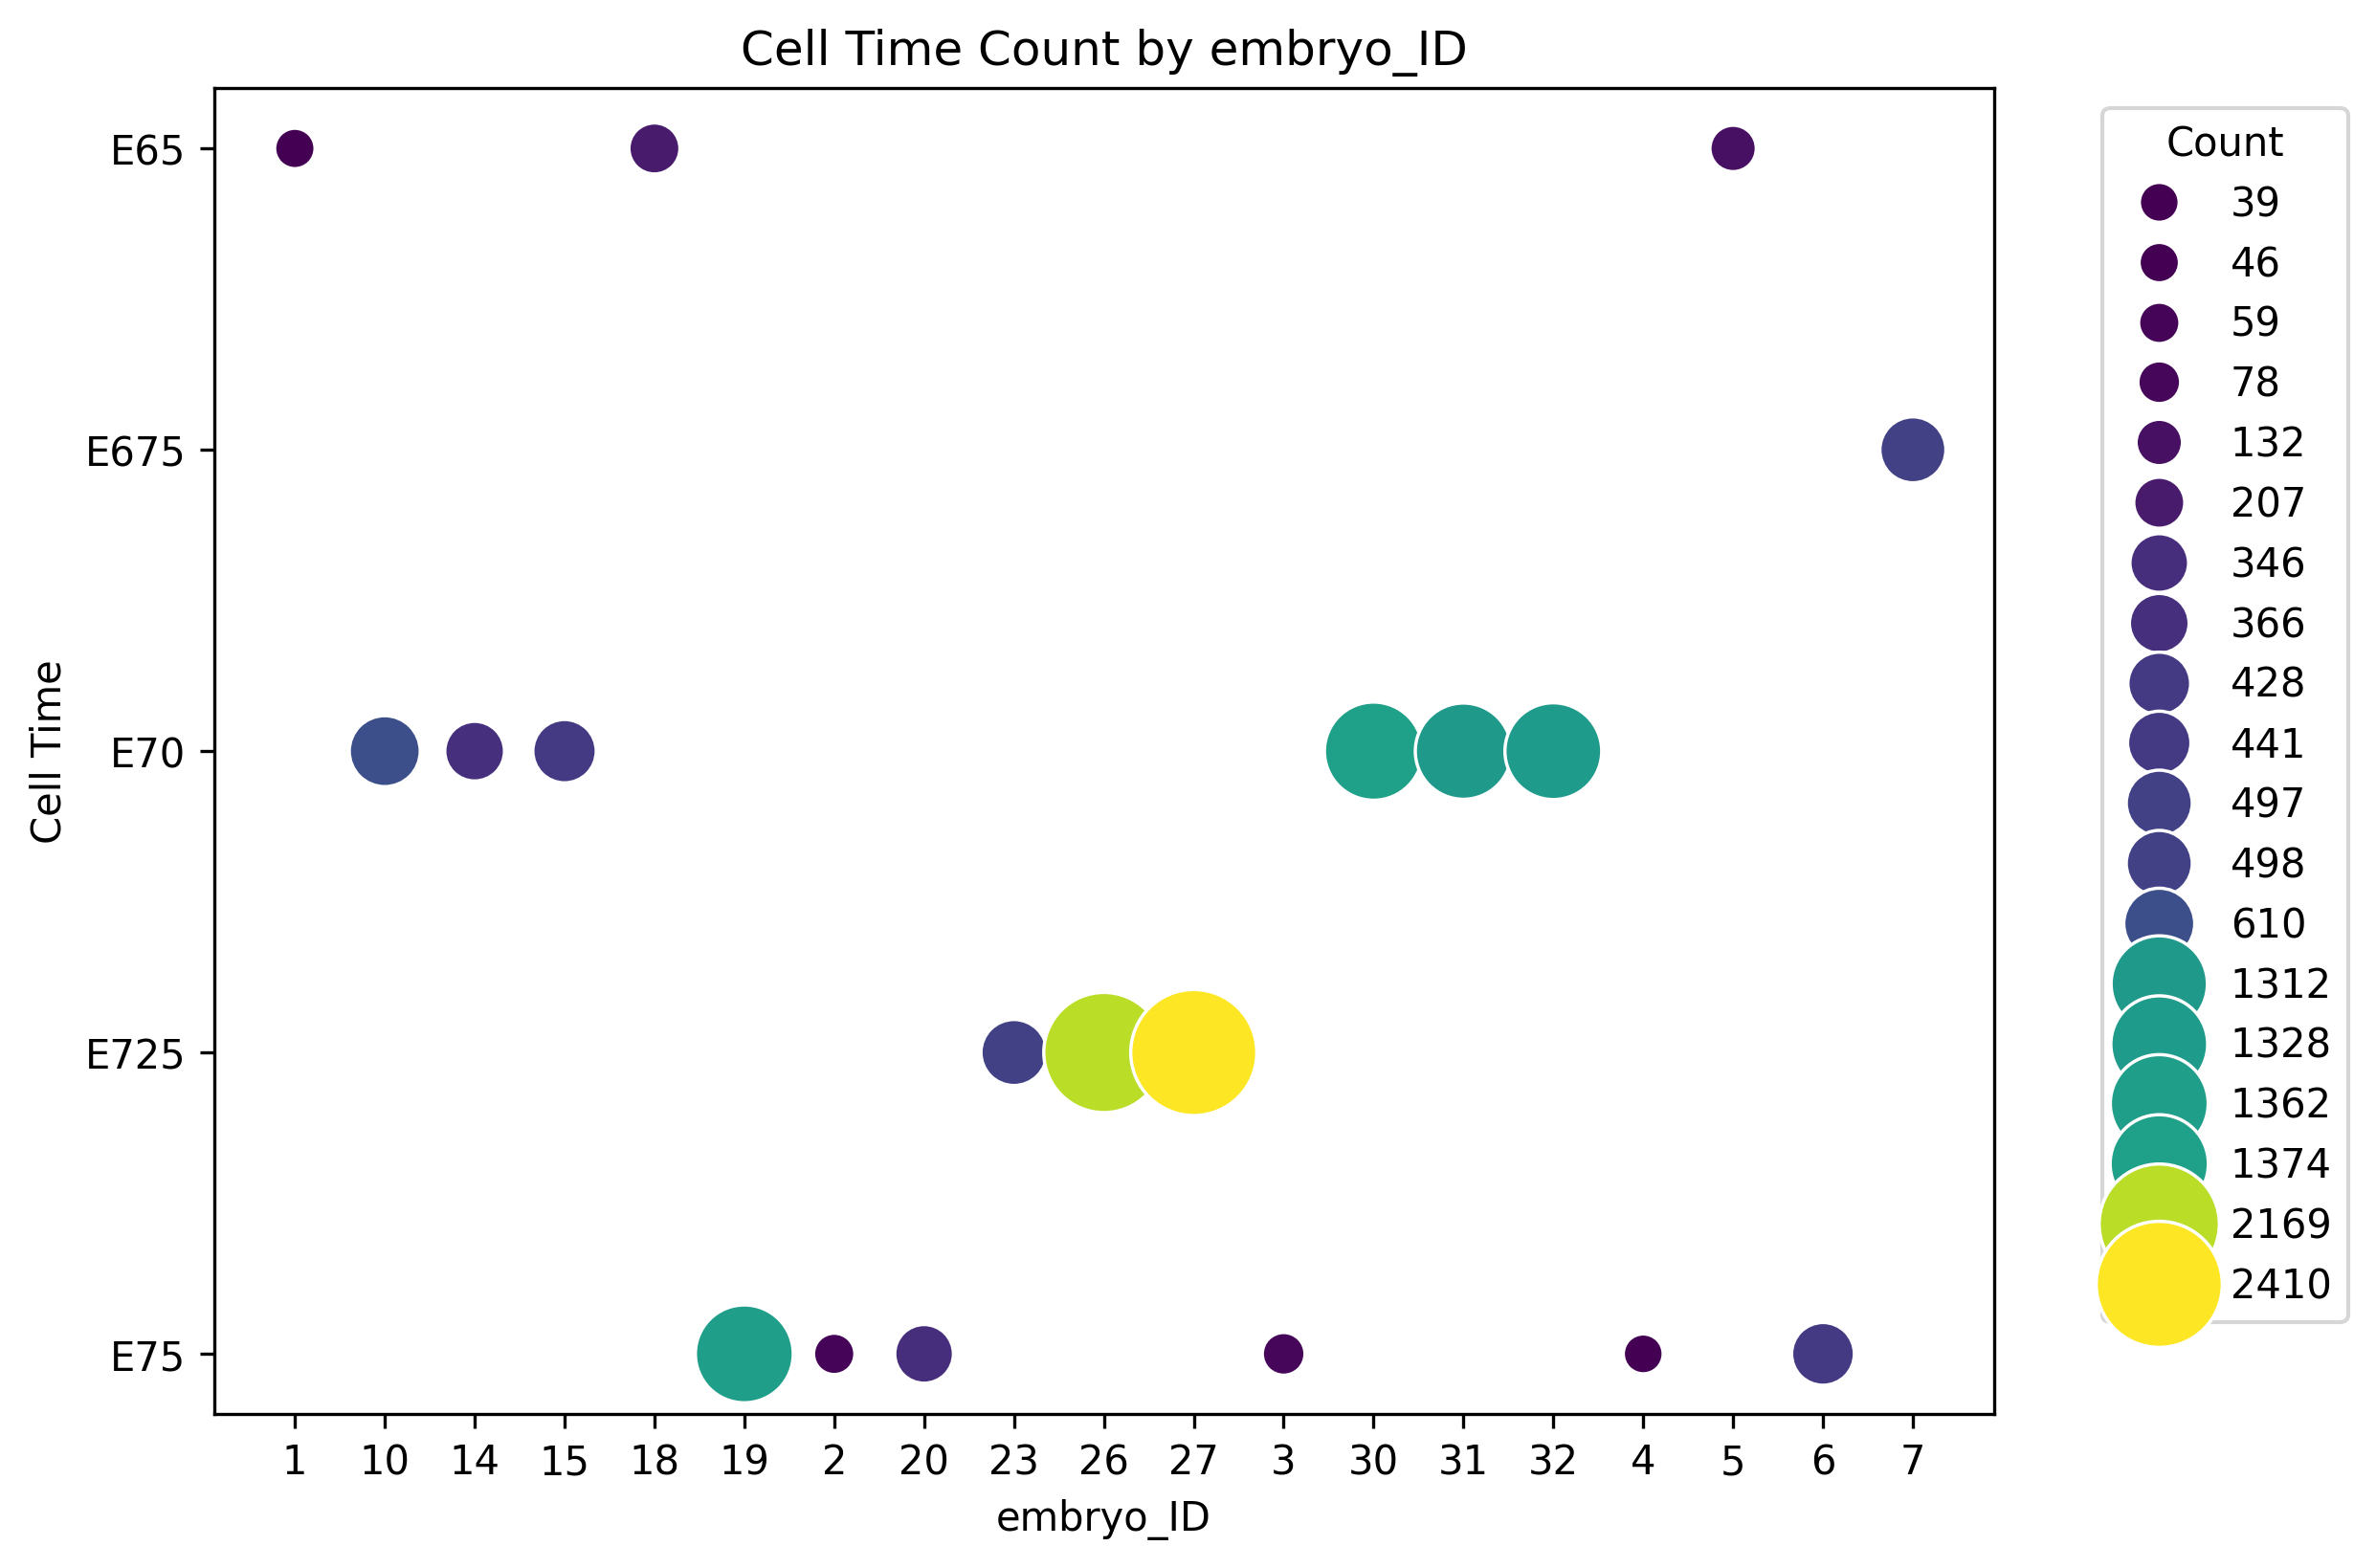 Cell Time Count by embryo_ID
Cell Time
E65
E675
E70
E725
E75
1 10 14 15 18 19 2 20 23 26 27 3 30 31 32 4 5 6 7
embryo_ID
Count
39
46
59
78
132
207
346
366
428
441
497
498
610
1312
1328
1362
1374
2169
2410